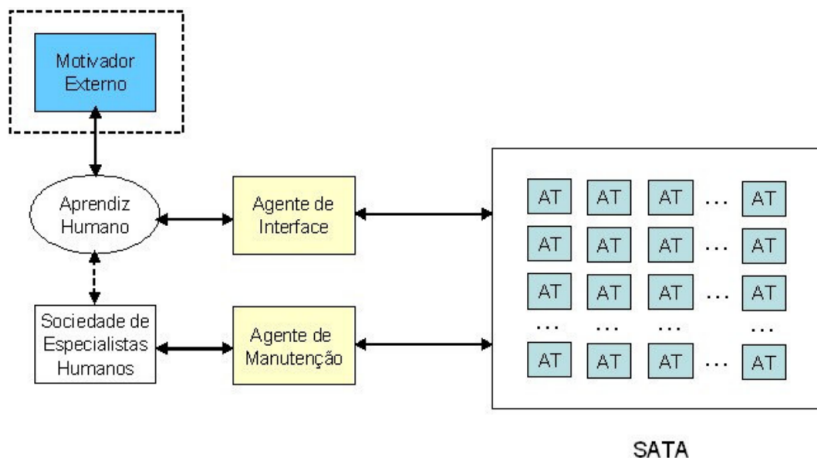 Motivador
Externo
Aprendiz
Humano
Agente de
Interface
Sociedade de
Especialistas
Humanos
Agente de
Manutenção
AT AT AT ... AT
AT AT AT ... AT
AT AT AT ... AT
... ... ... ...
AT AT AT ... AT
SATA